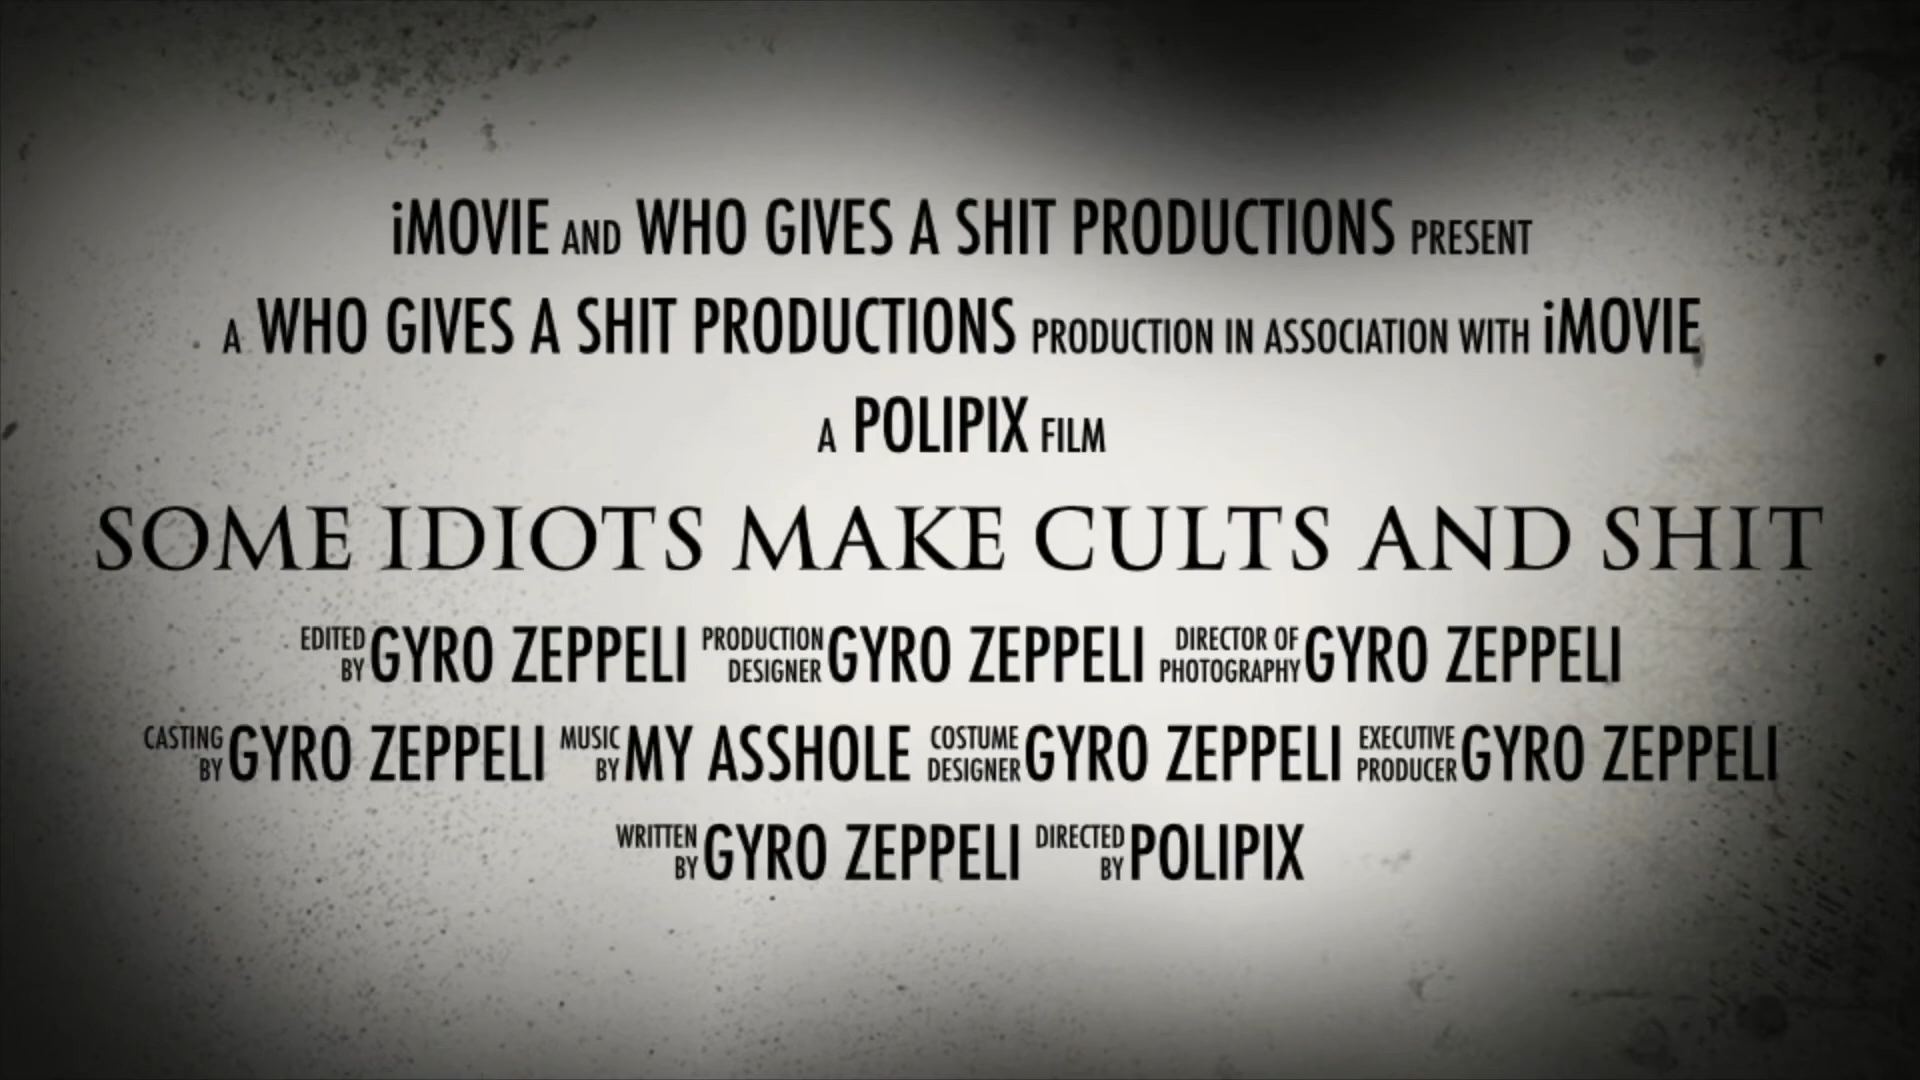 iMOVIE AND WHO GIVES A SHIT PRODUCTIONS PRESENT
A WHO GIVES A SHIT PRODUCTIONS PRODUCTION IN ASSOCIATION WITH iMOVIE
A POLIPIX FILM
SOME IDIOTS MAKE CULTS AND SHIT
EDITED BY GYRO ZEPPELI PRODUCTION DESIGNER GYRO ZEPPELI DIRECTOR OF PHOTOGRAPHY GYRO ZEPPELI
CASTING BY GYRO ZEPPELI MUSIC BY MY ASSHOLE COSTUME DESIGNER GYRO ZEPPELI EXECUTIVE PRODUCER GYRO ZEPPELI
WRITTEN BY GYRO ZEPPELI DIRECTED BY POLIPIX